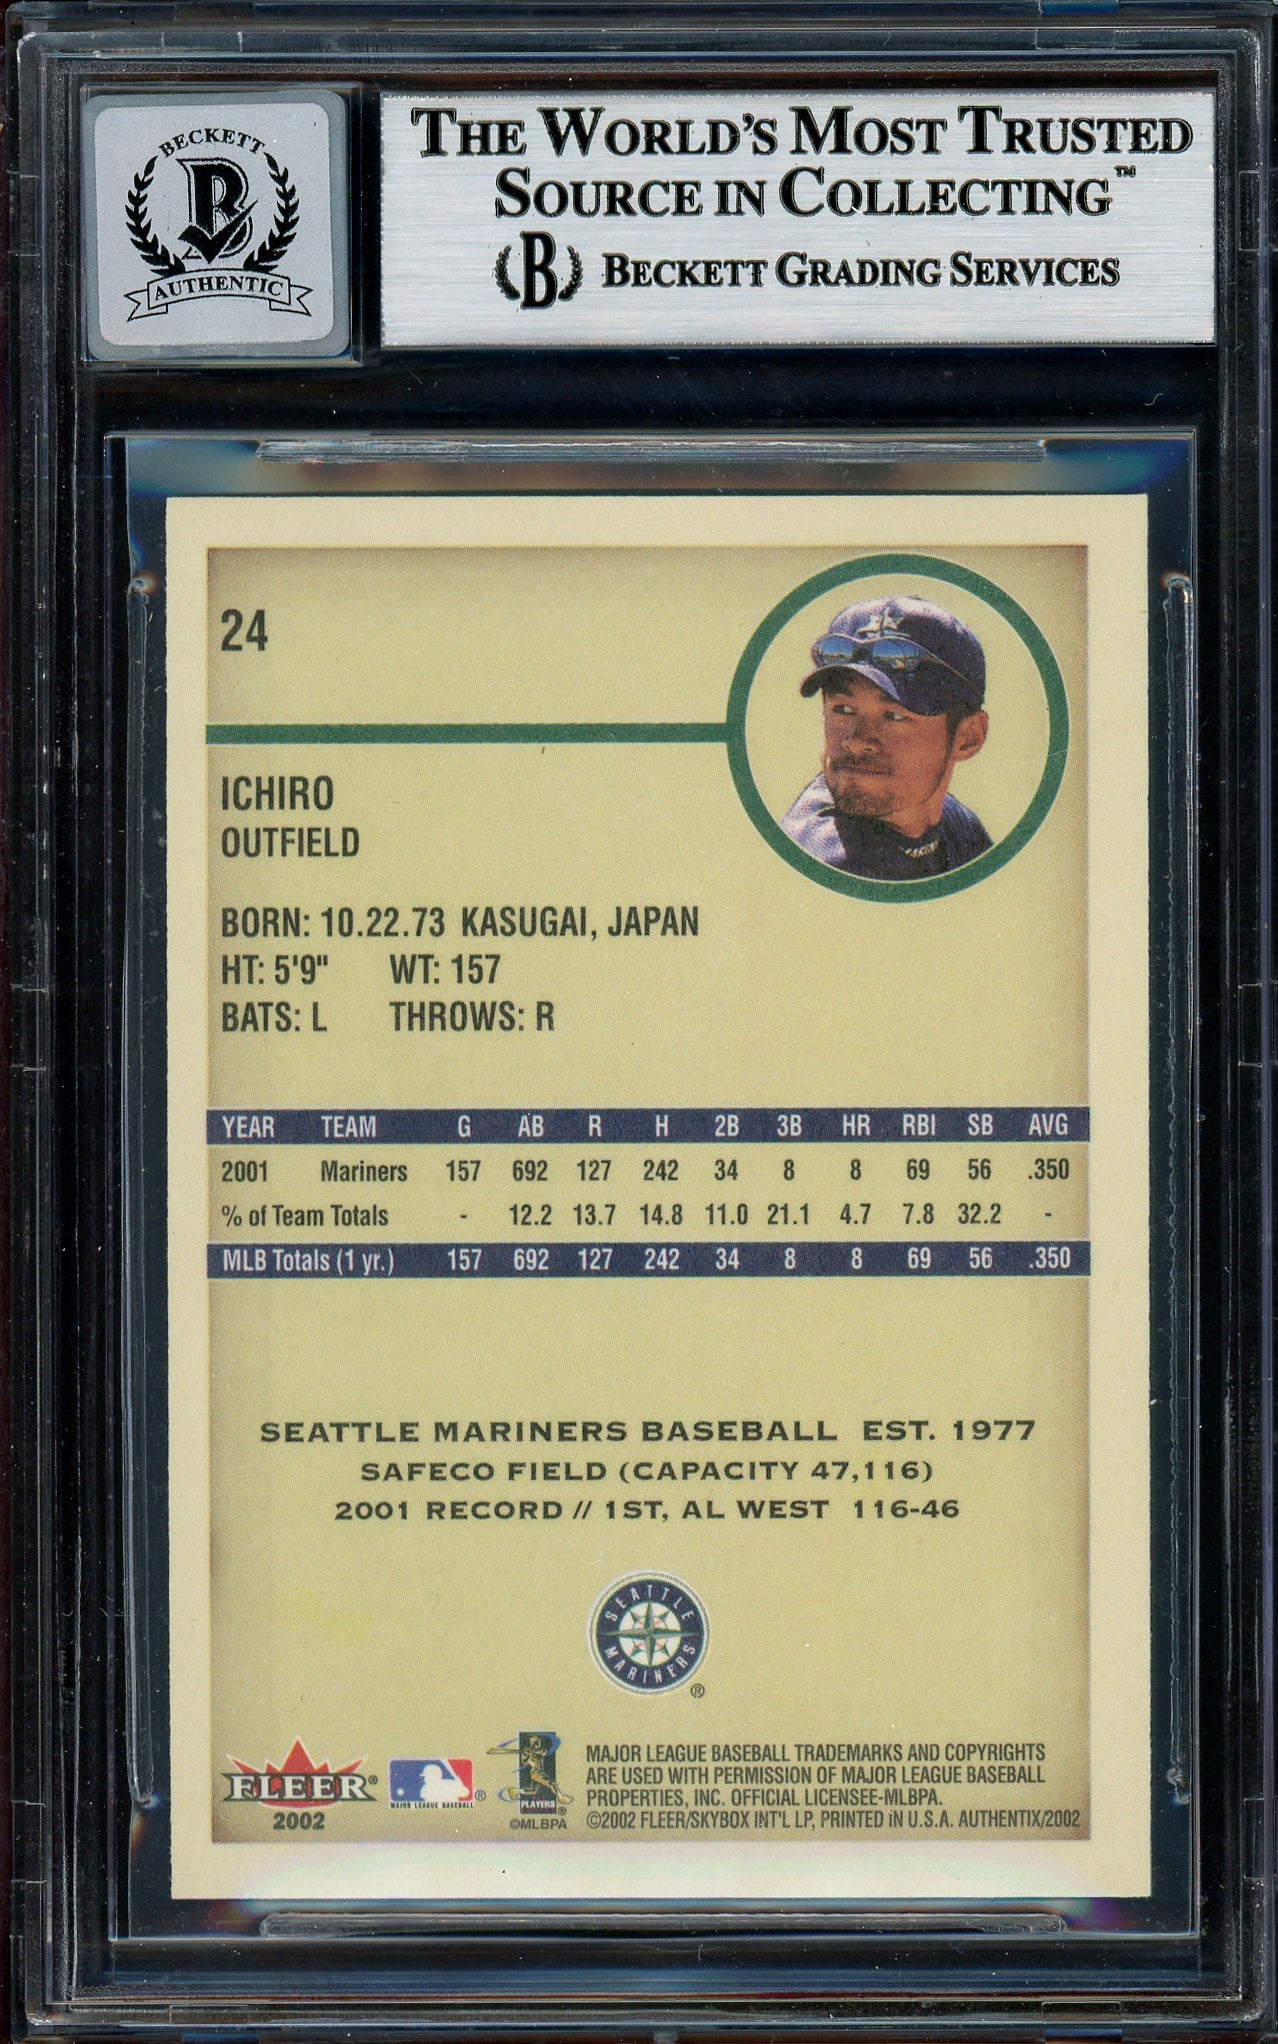 BECKETT
B
AUTHENTIC
THE WORLD'S MOST TRUSTED
SOURCE IN COLLECTING™
B BECKETT GRADING SERVICES
24
ICHIRO
OUTFIELD
BORN: 10.22.73 KASUGAI, JAPAN
HT: 5'9" WT: 157
BATS: L THROWS: R
YEAR TEAM G AB R H 2B 3B HR RBI SB AVG
2001 Mariners 157 692 127 242 34 8 8 69 56 .350
% of Team Totals - 12.2 13.7 14.8 11.0 21.1 4.7 7.8 32.2 -
MLB Totals (1 yr.) 157 692 127 242 34 8 8 69 56 .350
SEATTLE MARINERS BASEBALL EST. 1977
SAFECO FIELD (CAPACITY 47,116)
2001 RECORD // 1ST, AL WEST 116-46
SEATTLE
MARINERS
®
FLEER®
2002
MAJOR LEAGUE BASEBALL ®
PLAYERS ®
©MLBPA
MAJOR LEAGUE BASEBALL TRADEMARKS AND COPYRIGHTS
ARE USED WITH PERMISSION OF MAJOR LEAGUE BASEBALL
PROPERTIES, INC. OFFICIAL LICENSEE-MLBPA.
©2002 FLEER/SKYBOX INT'L LP, PRINTED iN U.S.A. AUTHENTIX/2002